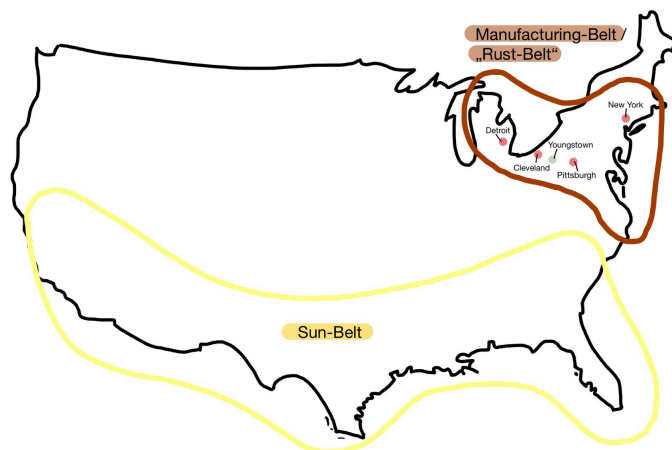 Manufacturing-Belt /
„Rust-Belt“
New York
Detroit
Youngstown
Cleveland
Pittsburgh
Sun-Belt